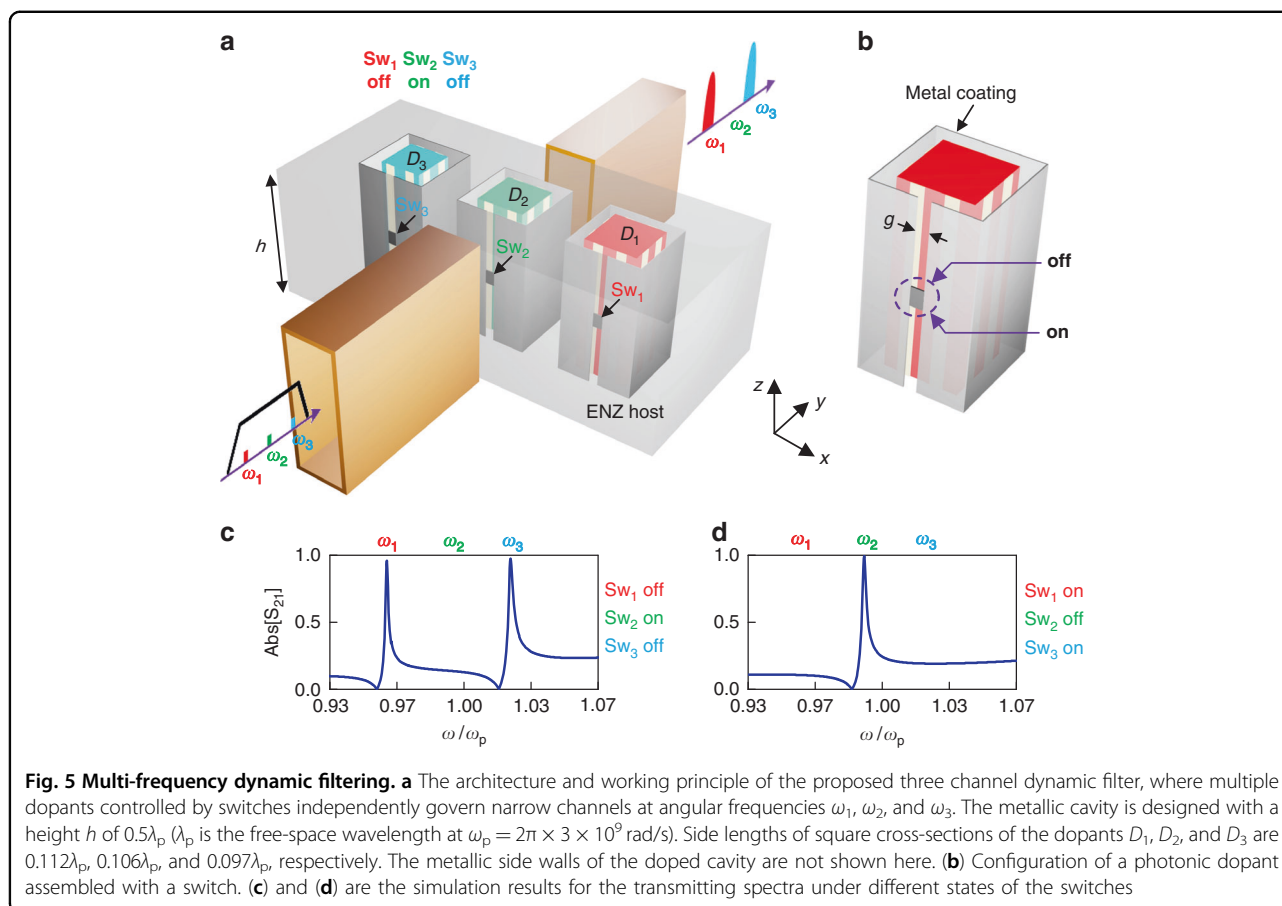 a
Sw₁ Sw₂ Sw₃
off on off
D₃
D₂
D₁
Sw₃
Sw₂
Sw₁
h
ω₁
ω₂
ω₃
ω₁
ω₂
ω₃
ENZ host
z
y
x
b
Metal coating
g
off
on
c
ω₁ ω₂ ω₃
1.0
0.5
0.0
Abs[S₂₁]
0.93 0.97 1.00 1.03 1.07
ω/ωₚ
Sw₁ off
Sw₂ on
Sw₃ off
d
ω₁ ω₂ ω₃
1.0
0.5
0.0
0.93 0.97 1.00 1.03 1.07
ω/ωₚ
Sw₁ on
Sw₂ off
Sw₃ on
Fig. 5 Multi-frequency dynamic filtering. a The architecture and working principle of the proposed three channel dynamic filter, where multiple
dopants controlled by switches independently govern narrow channels at angular frequencies ω₁, ω₂, and ω₃. The metallic cavity is designed with a
height h of 0.5λₚ (λₚ is the free-space wavelength at ωₚ = 2π × 3 × 10⁹ rad/s). Side lengths of square cross-sections of the dopants D₁, D₂, and D₃ are
0.112λₚ, 0.106λₚ, and 0.097λₚ, respectively. The metallic side walls of the doped cavity are not shown here. (b) Configuration of a photonic dopant
assembled with a switch. (c) and (d) are the simulation results for the transmitting spectra under different states of the switches